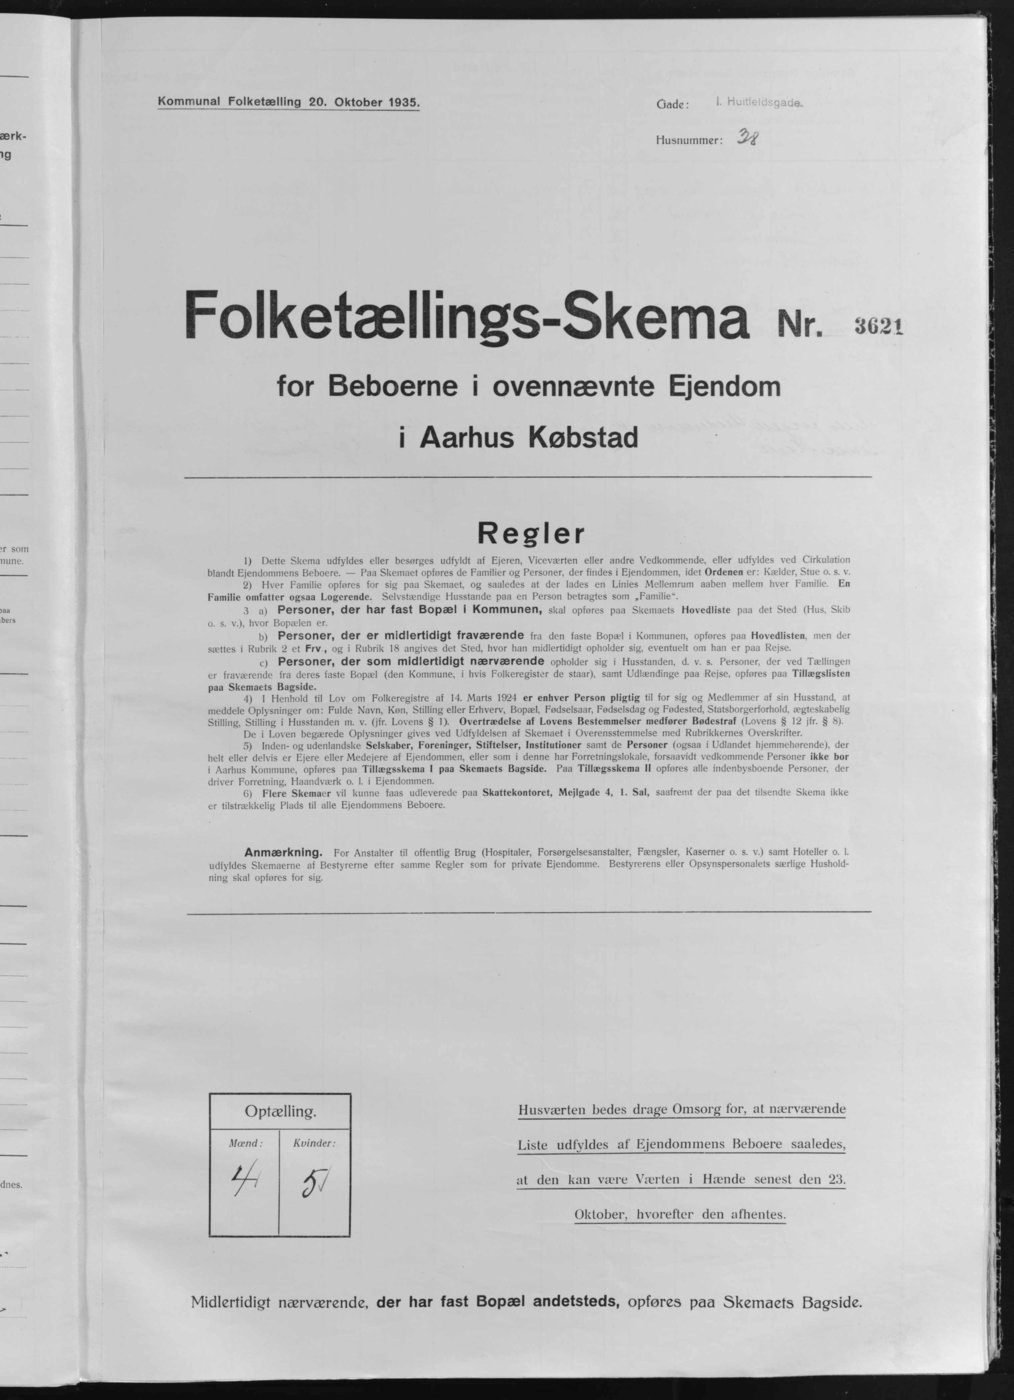 Kommunal Folketælling 20. Oktober 1935.
Gade: I. Huitfeldsgade.
Husnummer: 38
Folketællings-Skema Nr. 3621
for Beboerne i ovennævnte Ejendom
i Aarhus Købstad
Regler
1) Dette Skema udfyldes eller besørges udfyldt af Ejeren, Viceværten eller andre Vedkommende, eller udfyldes ved Cirkulation
blandt Ejendommens Beboere. — Paa Skemaet opføres de Familier og Personer, der findes i Ejendommen, idet Ordenen er: Kælder, Stue o. s. v.
2) Hver Familie opføres for sig paa Skemaet, og saaledes at der lades en Linies Mellemrum aaben mellem hver Familie. En
Familie omfatter ogsaa Logerende. Selvstændige Husstande paa en Person betragtes som „Familie“.
3 a) Personer, der har fast Bopæl i Kommunen, skal opføres paa Skemaets Hovedliste paa det Sted (Hus, Skib
o. s. v.), hvor Bopælen er.
b) Personer, der er midlertidigt fraværende fra den faste Bopæl i Kommunen, opføres paa Hovedlisten, men der
sættes i Rubrik 2 et Frv., og i Rubrik 18 angives det Sted, hvor han midlertidigt opholder sig, eventuelt om han er paa Rejse.
c) Personer, der som midlertidigt nærværende opholder sig i Husstanden, d. v. s. Personer, der ved Tællingen
er fraværende fra deres faste Bopæl (den Kommune, i hvis Folkeregister de staar), samt Udlændinge paa Rejse, opføres paa Tillægslisten
paa Skemaets Bagside.
4) I Henhold til Lov om Folkeregistre af 14. Marts 1924 er enhver Person pligtig til for sig og Medlemmer af sin Husstand, at
meddele Oplysninger om: Fulde Navn, Køn, Stilling eller Erhverv, Bopæl, Fødselsaar, Fødselsdag og Fødested, Statsborgerforhold, ægteskabelig
Stilling, Stilling i Husstanden m. v. (jfr. Lovens § 1). Overtrædelse af Lovens Bestemmelser medfører Bødestraf (Lovens § 12 jfr. § 8).
De i Loven begærede Oplysninger gives ved Udfyldelsen af Skemaet i Overensstemmelse med Rubrikkernes Overskrifter.
5) Inden- og udenlandske Selskaber, Foreninger, Stiftelser, Institutioner samt de Personer (ogsaa i Udlandet hjemmehørende), der
helt eller delvis er Ejere eller Medejere af Ejendommen, eller som i denne har Forretningslokale, forsaavidt vedkommende Personer ikke bor
i Aarhus Kommune, opføres paa Tillægsskema I paa Skemaets Bagside. Paa Tillægsskema II opføres alle indenbysboende Personer, der
driver Forretning, Haandværk o. l. i Ejendommen.
6) Flere Skemaer vil kunne faas udleverede paa Skattekontoret, Mejlgade 4, 1. Sal, saafremt der paa det tilsendte Skema ikke
er tilstrækkelig Plads til alle Ejendommens Beboere.
Anmærkning. For Anstalter til offentlig Brug (Hospitaler, Forsørgelsesanstalter, Fængsler, Kaserner o. s. v.) samt Hoteller o. l.
udfyldes Skemaerne af Bestyrerne efter samme Regler som for private Ejendomme. Bestyrerens eller Opsynspersonalets særlige Hushold-
ning skal opføres for sig.
Optælling.
Mænd: Kvinder:
4 5
Husværten bedes drage Omsorg for, at nærværende
Liste udfyldes af Ejendommens Beboere saaledes,
at den kan være Værten i Hænde senest den 23.
Oktober, hvorefter den afhentes.
Midlertidigt nærværende, der har fast Bopæl andetsteds, opføres paa Skemaets Bagside.